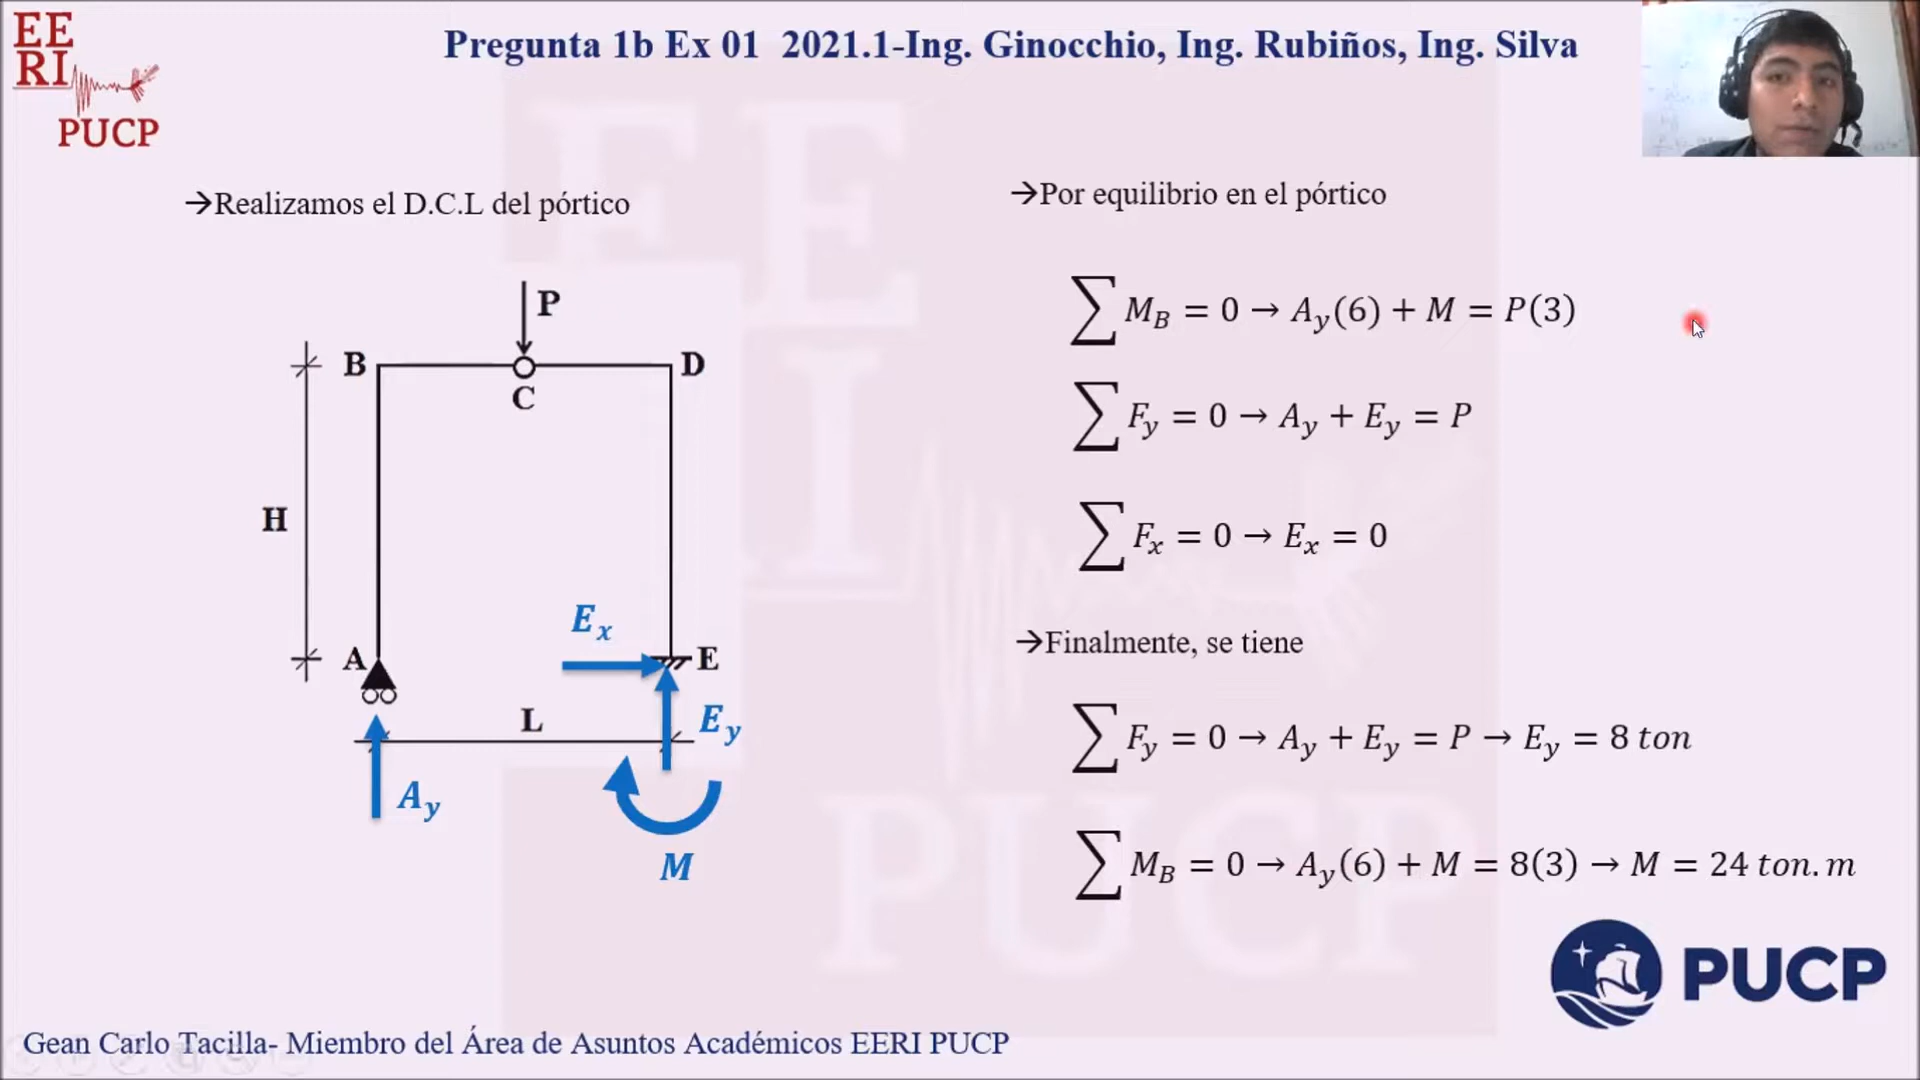 EE
RI
PUCP
Pregunta 1b Ex 01 2021.1-Ing. Ginocchio, Ing. Rubiños, Ing. Silva
→Realizamos el D.C.L del pórtico
P
B
D
C
H
A
E
E_x
L
E_y
A_y
M
→Por equilibrio en el pórtico
∑ M_B = 0 → A_y(6) + M = P(3)
∑ F_y = 0 → A_y + E_y = P
∑ F_x = 0 → E_x = 0
→Finalmente, se tiene
∑ F_y = 0 → A_y + E_y = P → E_y = 8 ton
∑ M_B = 0 → A_y(6) + M = 8(3) → M = 24 ton.m
PUCP
Gean Carlo Tacilla- Miembro del Área de Asuntos Académicos EERI PUCP
EE
RI
PUCP